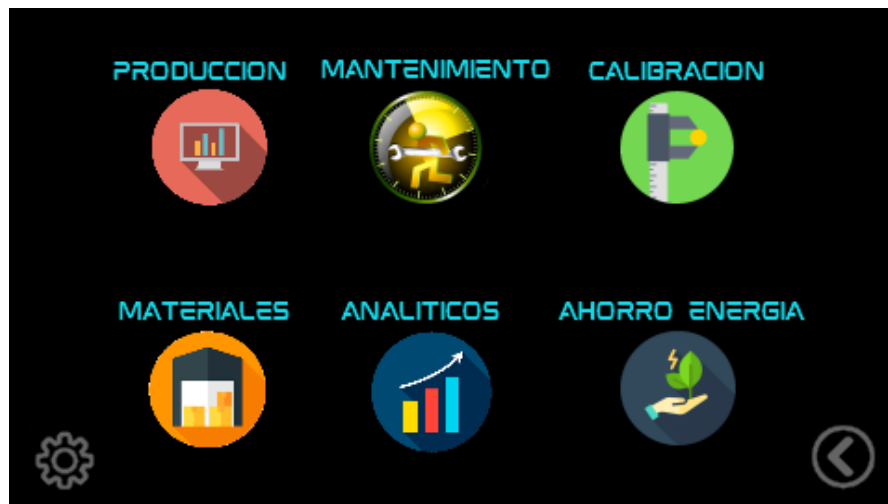 PRODUCCION MANTENIMIENTO CALIBRACION
MATERIALES ANALITICOS AHORRO ENERGIA